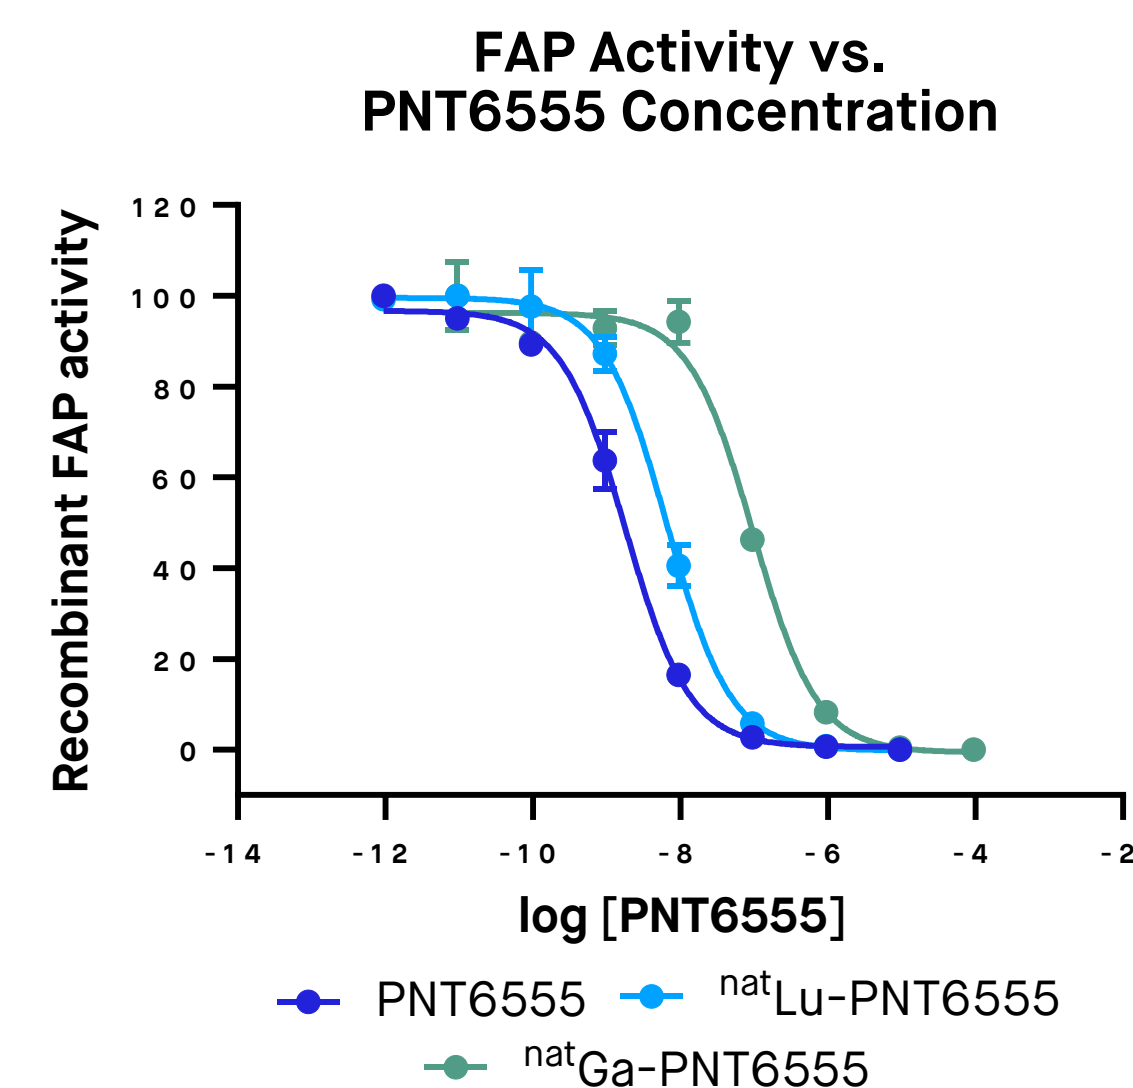 FAP Activity vs.
PNT6555 Concentration
Recombinant FAP activity
120
100
80
60
40
20
0
-14 -12 -10 -8 -6 -4 -2
log [PNT6555]
PNT6555 natLu-PNT6555
natGa-PNT6555